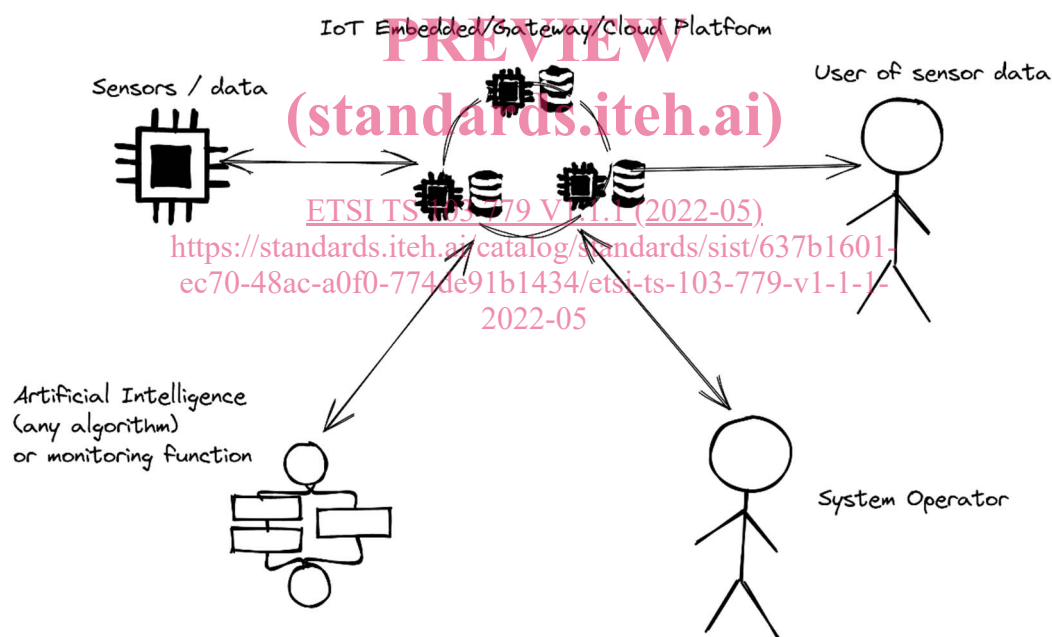 IoT Embedded/Gateway/Cloud Platform
PREVIEW
Sensors / data
User of sensor data
(standards.iteh.ai)
ETSI TS 103 779 V1.1.1 (2022-05)
https://standards.iteh.ai/catalog/standards/sist/637b1601-
ec70-48ac-a0f0-774de91b1434/etsi-ts-103-779-v1-1-1-
2022-05
Artificial Intelligence
(any algorithm)
or monitoring function
System Operator